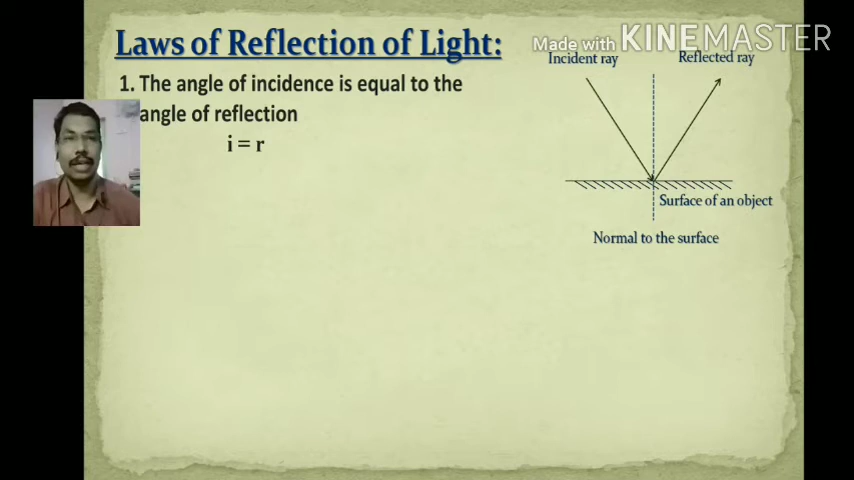 Laws of Reflection of Light:
Made with KINEMASTER
Incident ray
Reflected ray
1. The angle of incidence is equal to the
angle of reflection
i = r
Surface of an object
Normal to the surface